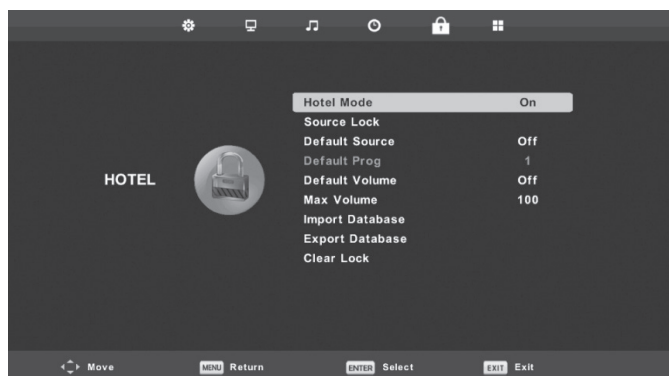 HOTEL
Hotel Mode On
Source Lock
Default Source Off
Default Prog 1
Default Volume Off
Max Volume 100
Import Database
Export Database
Clear Lock
Move MENU Return ENTER Select EXIT Exit